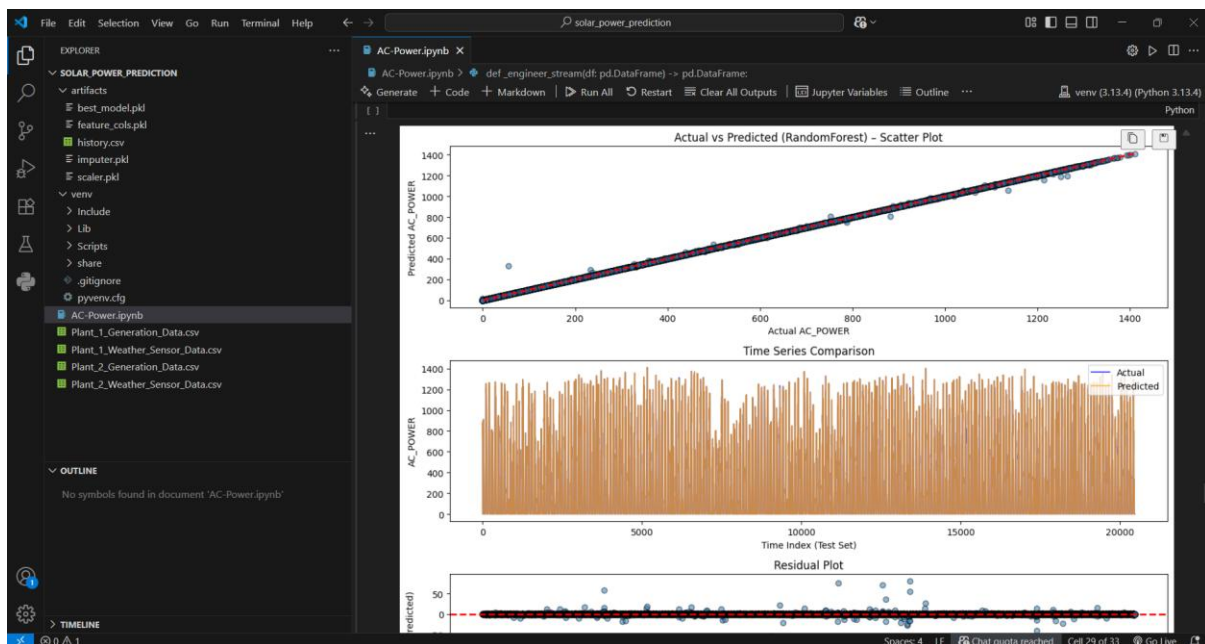 File Edit Selection View Go Run Terminal Help
solar_power_prediction
EXPLORER
SOLAR_POWER_PREDICTION
artifacts
best_model.pkl
feature_cols.pkl
history.csv
imputer.pkl
scaler.pkl
venv
Include
Lib
Scripts
share
.gitignore
pyvenv.cfg
AC-Power.ipynb
Plant_1_Generation_Data.csv
Plant_1_Weather_Sensor_Data.csv
Plant_2_Generation_Data.csv
Plant_2_Weather_Sensor_Data.csv
OUTLINE
No symbols found in document 'AC-Power.ipynb'
TIMELINE
AC-Power.ipynb
AC-Power.ipynb > def _engineer_stream(df: pd.DataFrame) -> pd.DataFrame:
Generate + Code + Markdown Run All Restart Clear All Outputs Jupyter Variables Outline ... venv (3.13.4) (Python 3.13.4)
[ ] Python
Actual vs Predicted (RandomForest) – Scatter Plot
Predicted AC_POWER
1400
1200
1000
800
600
400
200
0
0 200 400 600 800 1000 1200 1400
Actual AC_POWER
Time Series Comparison
AC_POWER
1400
1200
1000
800
600
400
200
0
Actual
Predicted
0 5000 10000 15000 20000
Time Index (Test Set)
Residual Plot
50
0
1
0 1
Spaces: 4 LF Chat quota reached Cell 29 of 33 Go Live